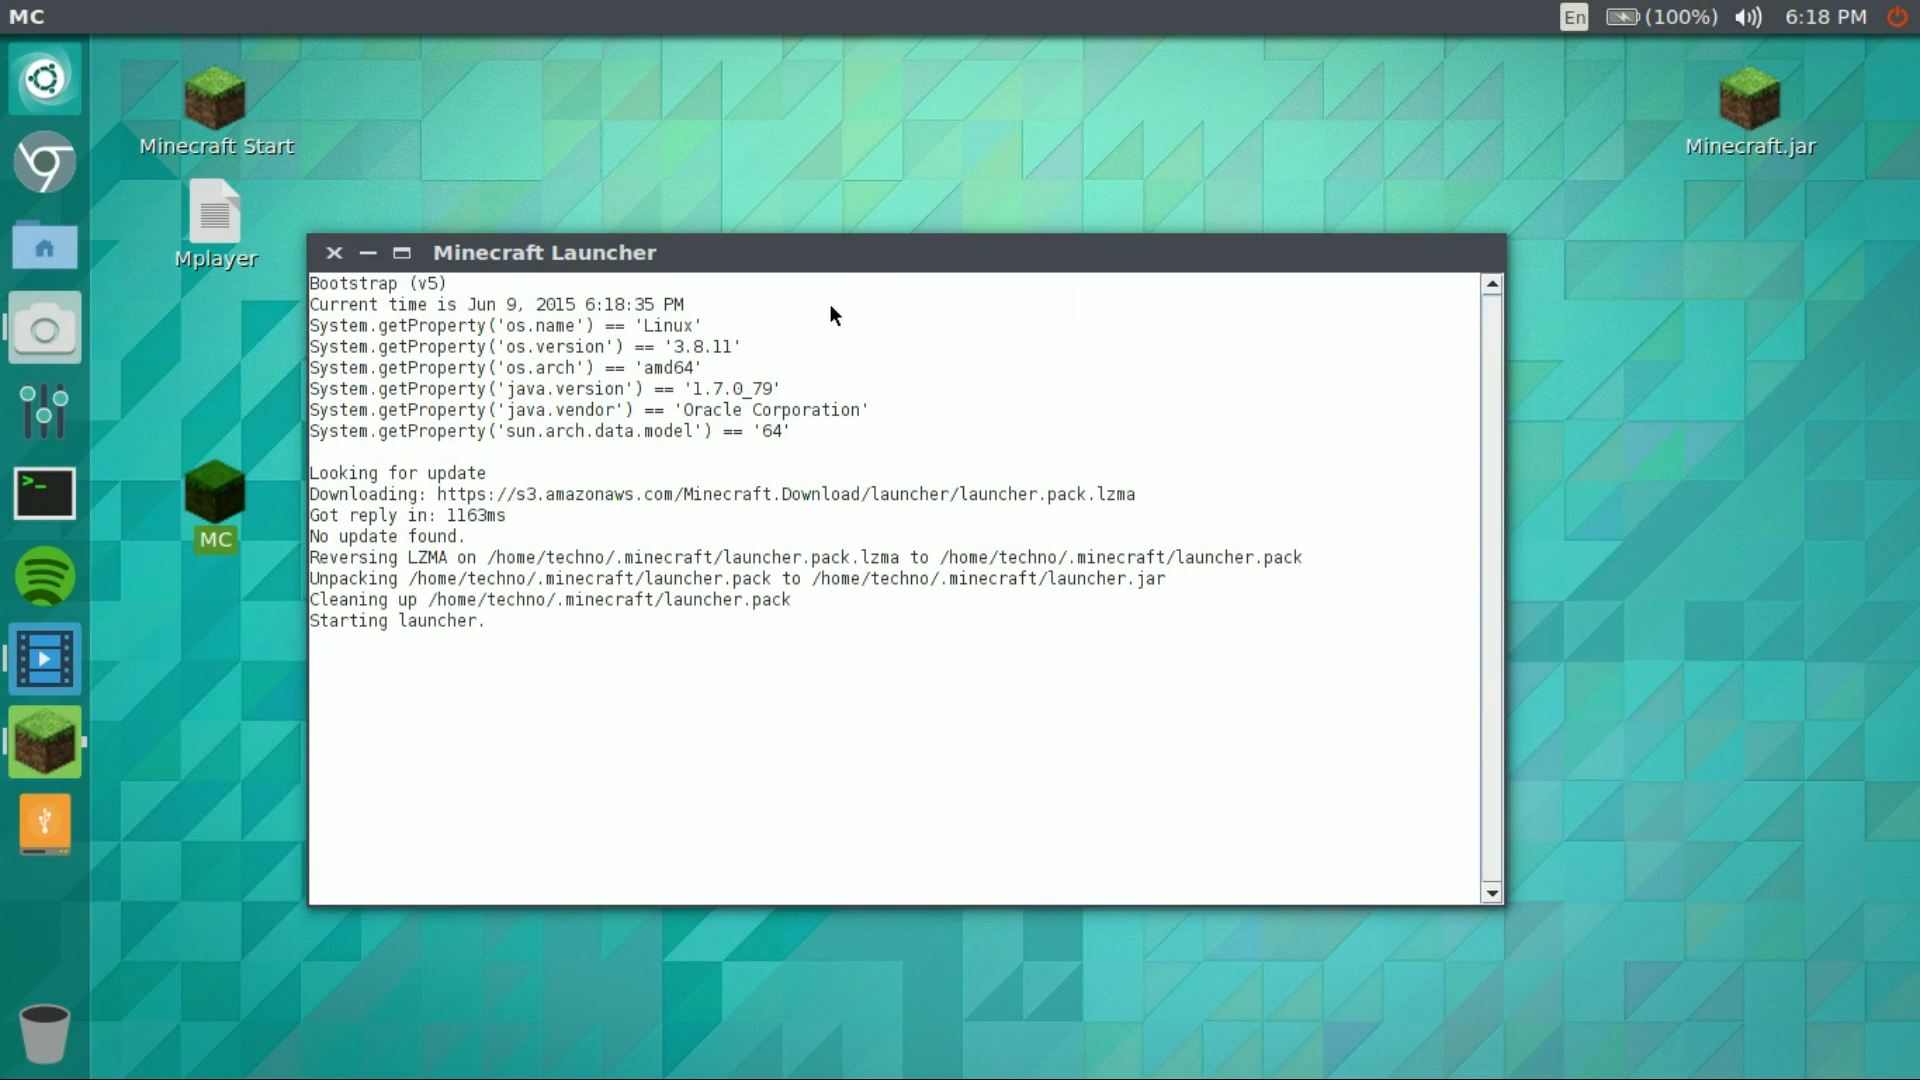 MC
En
(100%)
6:18 PM
Minecraft Start
Minecraft.jar
Mplayer
MC
Minecraft Launcher
Bootstrap (v5)
Current time is Jun 9, 2015 6:18:35 PM
System.getProperty('os.name') == 'Linux'
System.getProperty('os.version') == '3.8.11'
System.getProperty('os.arch') == 'amd64'
System.getProperty('java.version') == '1.7.0_79'
System.getProperty('java.vendor') == 'Oracle Corporation'
System.getProperty('sun.arch.data.model') == '64'
Looking for update
Downloading: https://s3.amazonaws.com/Minecraft.Download/launcher/launcher.pack.lzma
Got reply in: 1163ms
No update found.
Reversing LZMA on /home/techno/.minecraft/launcher.pack.lzma to /home/techno/.minecraft/launcher.pack
Unpacking /home/techno/.minecraft/launcher.pack to /home/techno/.minecraft/launcher.jar
Cleaning up /home/techno/.minecraft/launcher.pack
Starting launcher.